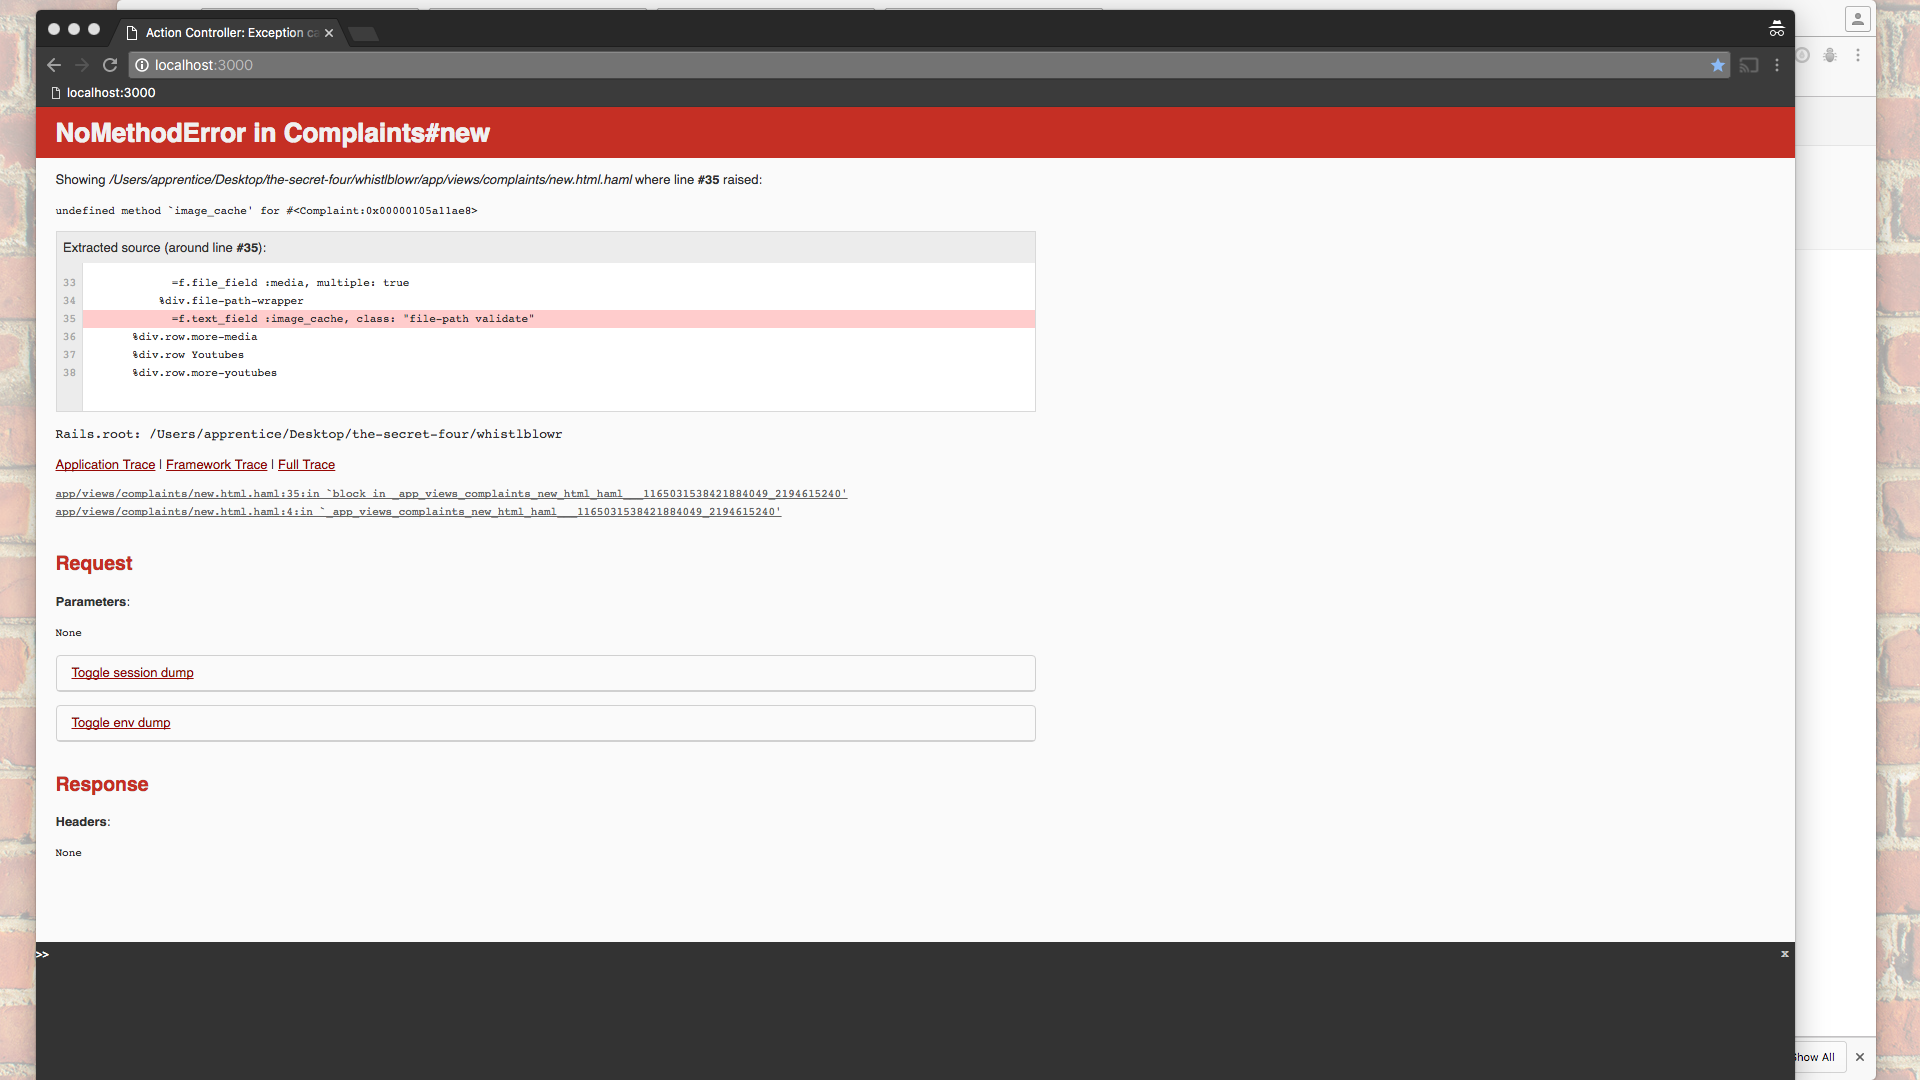 Action Controller: Exception ca
localhost:3000
localhost:3000
NoMethodError in Complaints#new
Showing /Users/apprentice/Desktop/the-secret-four/whistlblowr/app/views/complaints/new.html.haml where line #35 raised:
undefined method `image_cache' for #<Complaint:0x00000105a11ae8>
Extracted source (around line #35):
33 =f.file_field :media, multiple: true
34 %div.file-path-wrapper
35 =f.text_field :image_cache, class: "file-path validate"
36 %div.row.more-media
37 %div.row Youtubes
38 %div.row.more-youtubes
Rails.root: /Users/apprentice/Desktop/the-secret-four/whistlblowr
Application Trace | Framework Trace | Full Trace
app/views/complaints/new.html.haml:35:in `block in _app_views_complaints_new_html_haml___1165031538421884049_2194615240'
app/views/complaints/new.html.haml:4:in `_app_views_complaints_new_html_haml___1165031538421884049_2194615240'
Request
Parameters:
None
Toggle session dump
Toggle env dump
Response
Headers:
None
>>
x
Show All